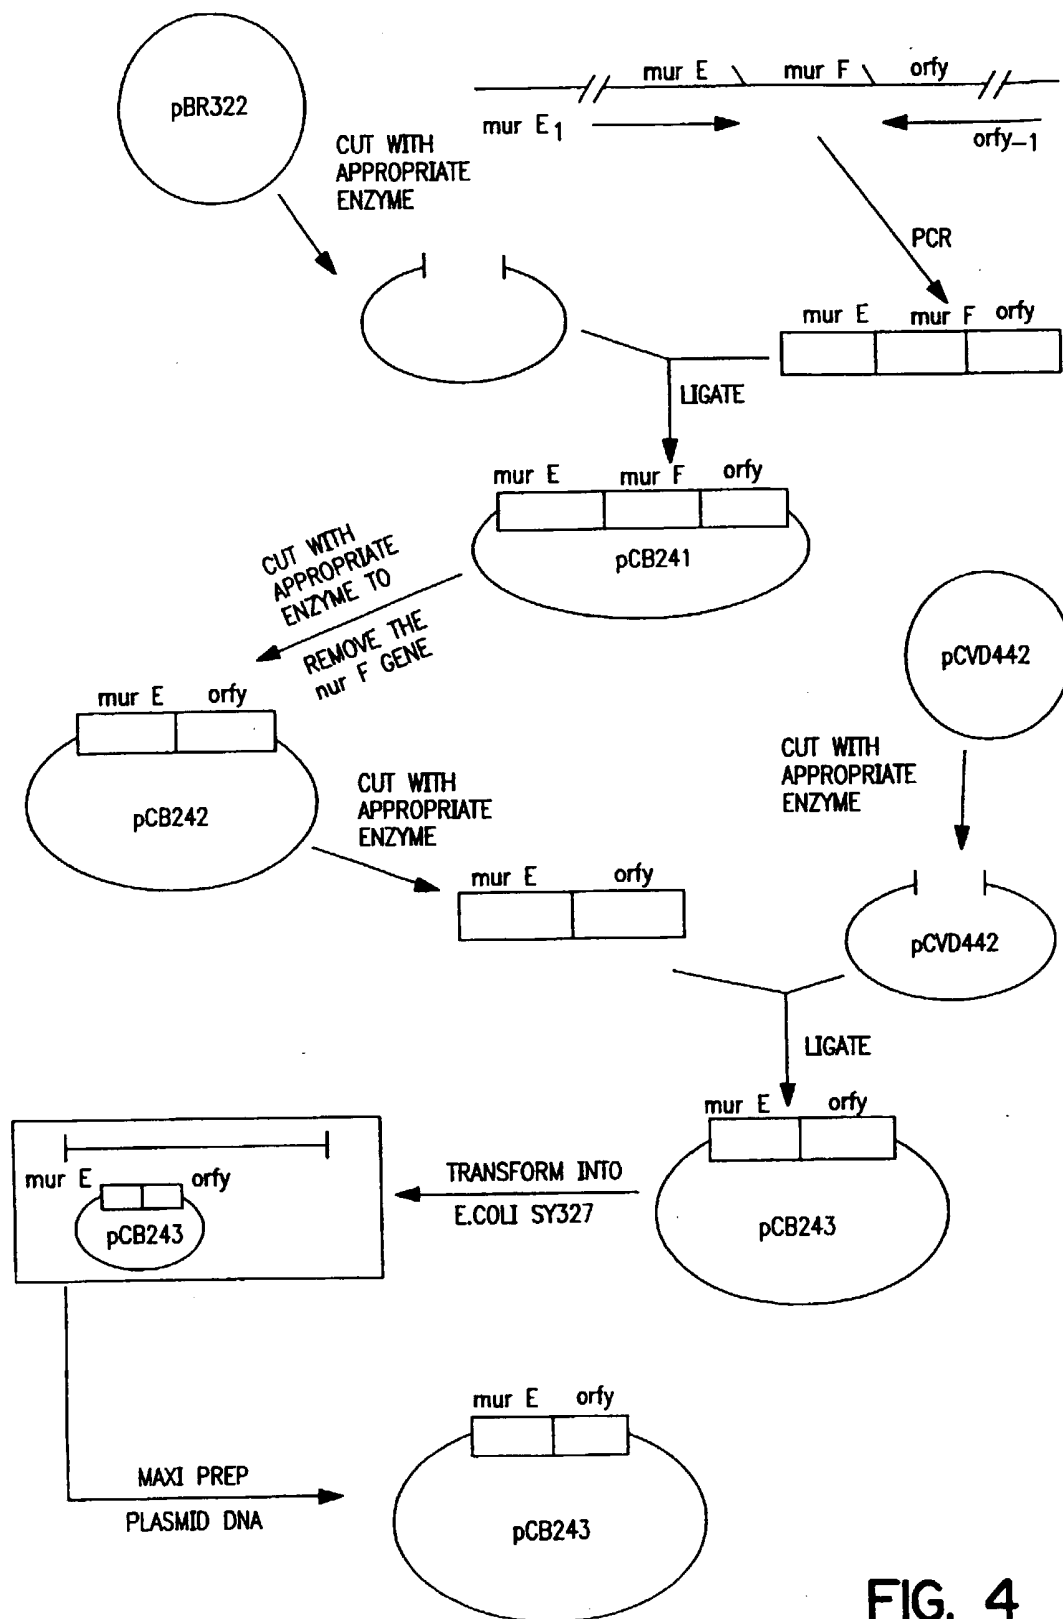 pBR322
mur E mur F orfy
mur E1
orfy-1
CUT WITH
APPROPRIATE
ENZYME
PCR
mur E mur F orfy
LIGATE
mur E mur F orfy
pCB241
CUT WITH
APPROPRIATE
ENZYME TO
REMOVE THE
nur F GENE
pCVD442
mur E orfy
pCB242
CUT WITH
APPROPRIATE
ENZYME
CUT WITH
APPROPRIATE
ENZYME
mur E orfy
pCVD442
LIGATE
mur E orfy
pCB243
TRANSFORM INTO
E.COLI SY327
mur E orfy
pCB243
mur E orfy
pCB243
MAXI PREP
PLASMID DNA
FIG. 4